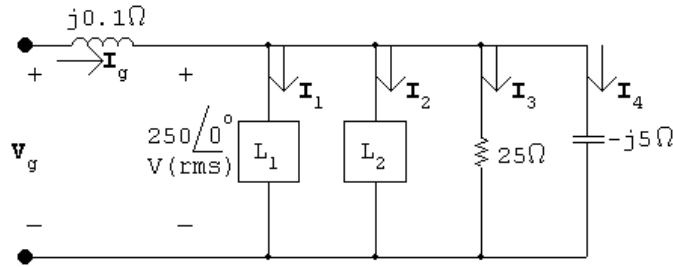 j0.1Ω
+ I_g + I_1 I_2 I_3 I_4
250/0° L_1 L_2 25Ω -j5Ω
V(rms)
V_g
− −